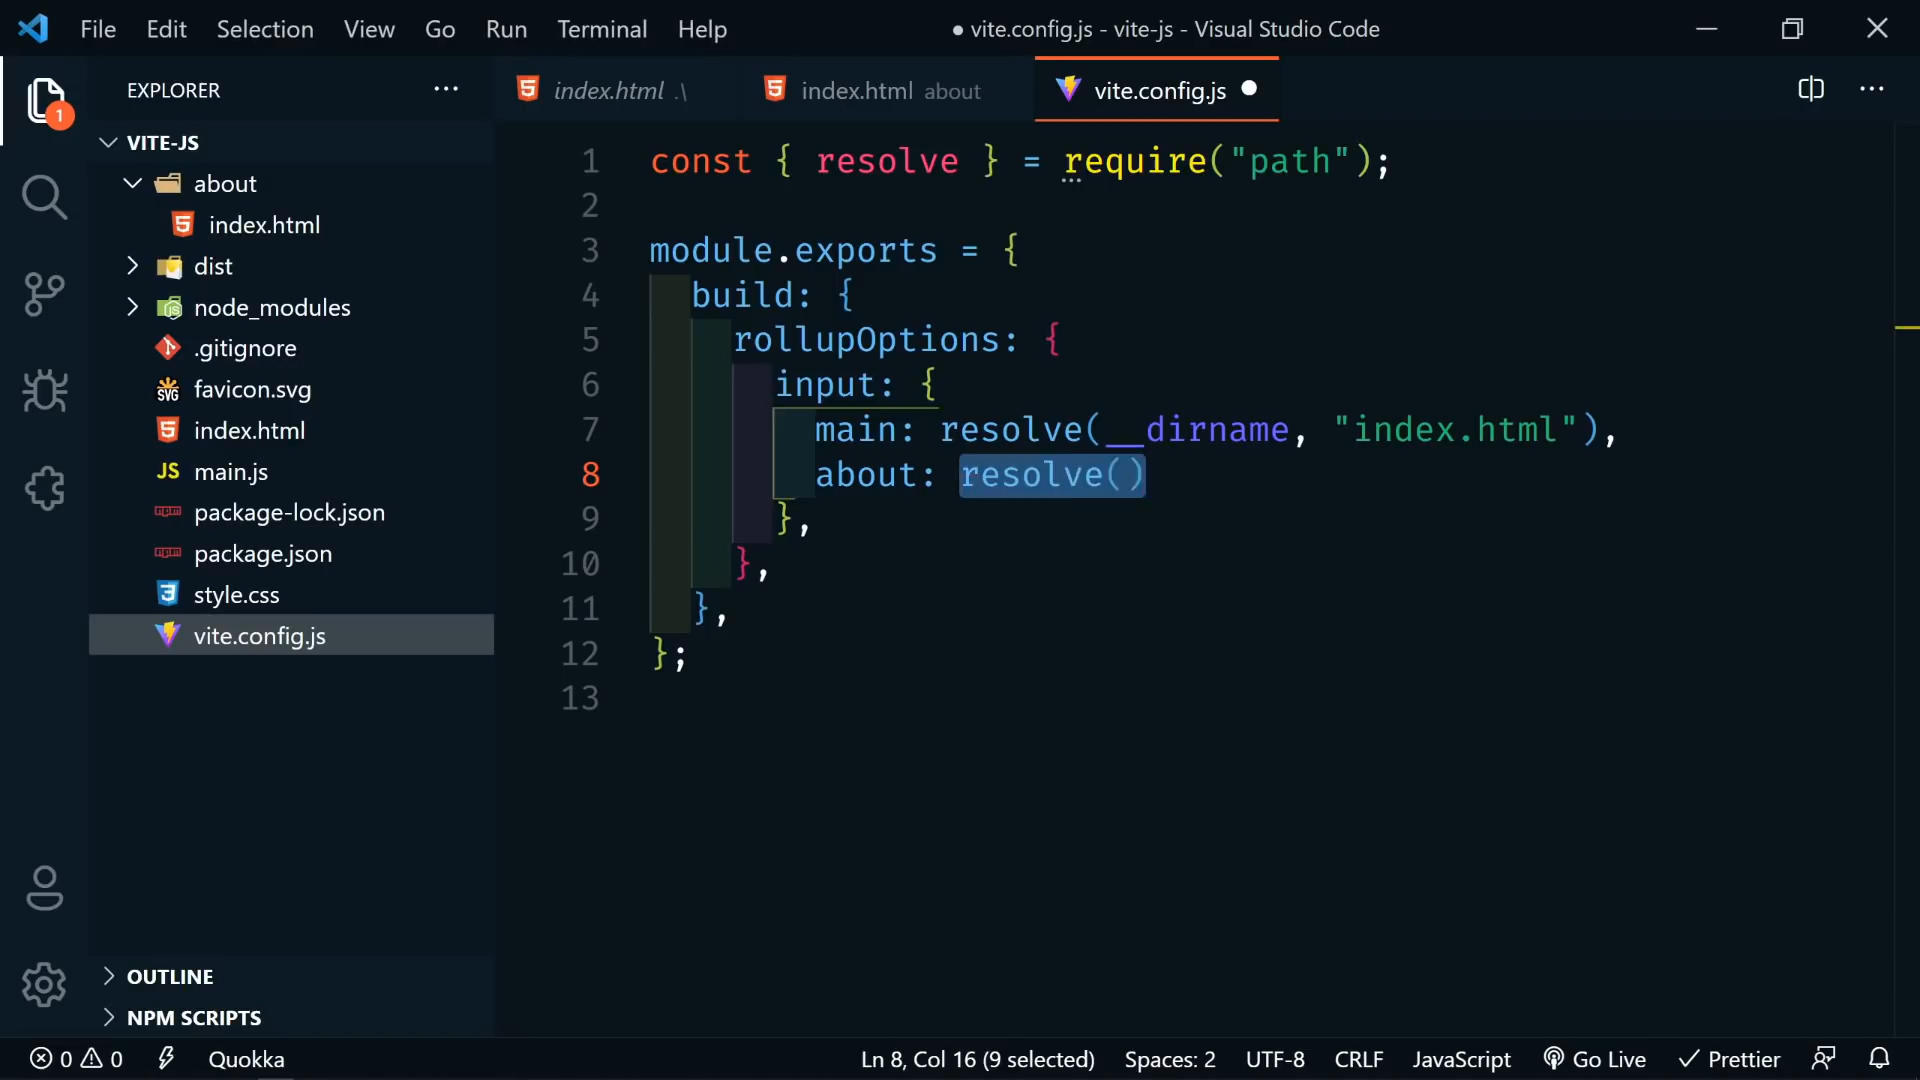 File Edit Selection View Go Run Terminal Help ● vite.config.js - vite-js - Visual Studio Code
EXPLORER
index.html .\ index.html about vite.config.js
1
VITE-JS
about
index.html
dist
node_modules
.gitignore
SVG favicon.svg
index.html
JS main.js
package-lock.json
package.json
style.css
vite.config.js
OUTLINE
NPM SCRIPTS
1 const { resolve } = require("path");
2
3 module.exports = {
4 build: {
5 rollupOptions: {
6 input: {
7 main: resolve(__dirname, "index.html"),
8 about: resolve()
9 },
10 },
11 },
12 };
13
0 0 Quokka Ln 8, Col 16 (9 selected) Spaces: 2 UTF-8 CRLF JavaScript Go Live Prettier